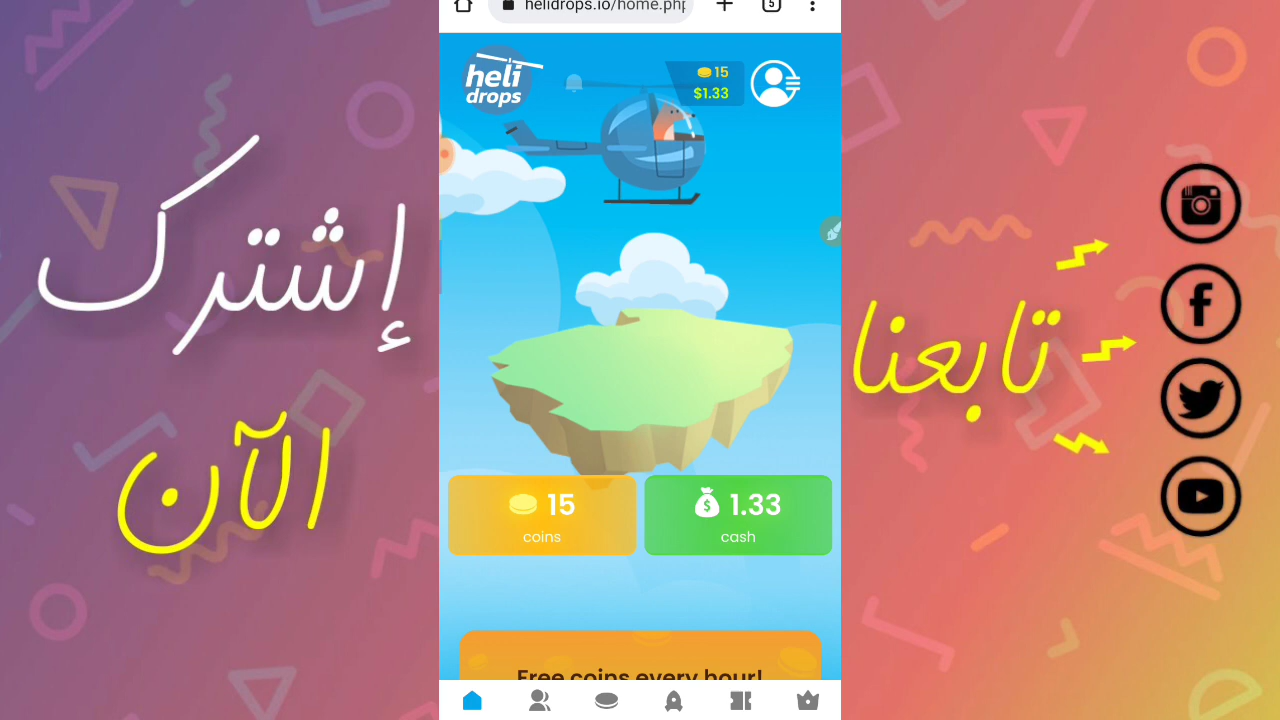 إشترك
الآن
5
helidrops.io/home.php
heli
drops
15
$1.33
15
coins
1.33
cash
Free coins every hour!
تابعنا